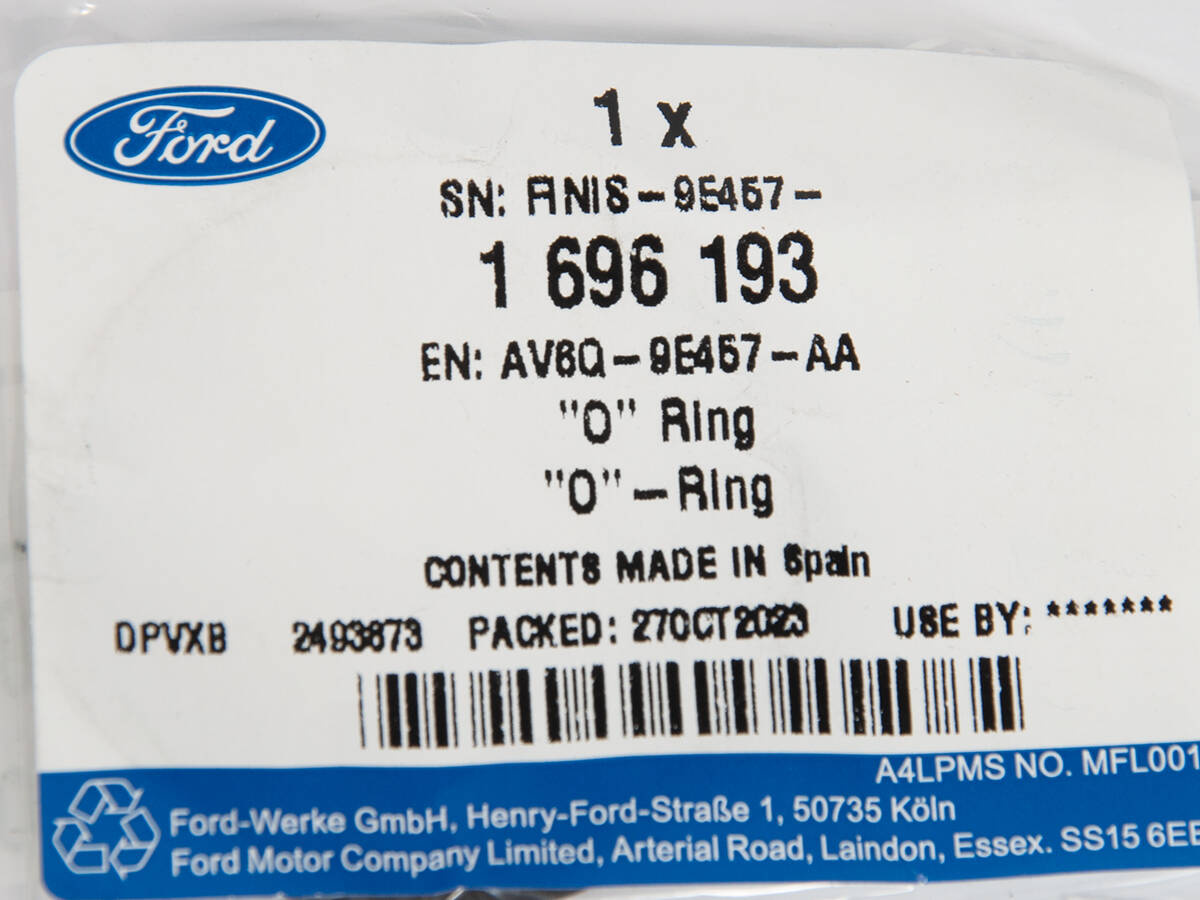 Ford
1 x
SN: FINIS-9E457-
1 696 193
EN: AV6Q-9E457-AA
"O" Ring
"O"-Ring
CONTENTS MADE IN Spain
DPVXB 2493873 PACKED: 27OCT2023 USE BY: *******
A4LPMS NO. MFL001
Ford-Werke GmbH, Henry-Ford-Straße 1, 50735 Köln
Ford Motor Company Limited, Arterial Road, Laindon, Essex. SS15 6EE